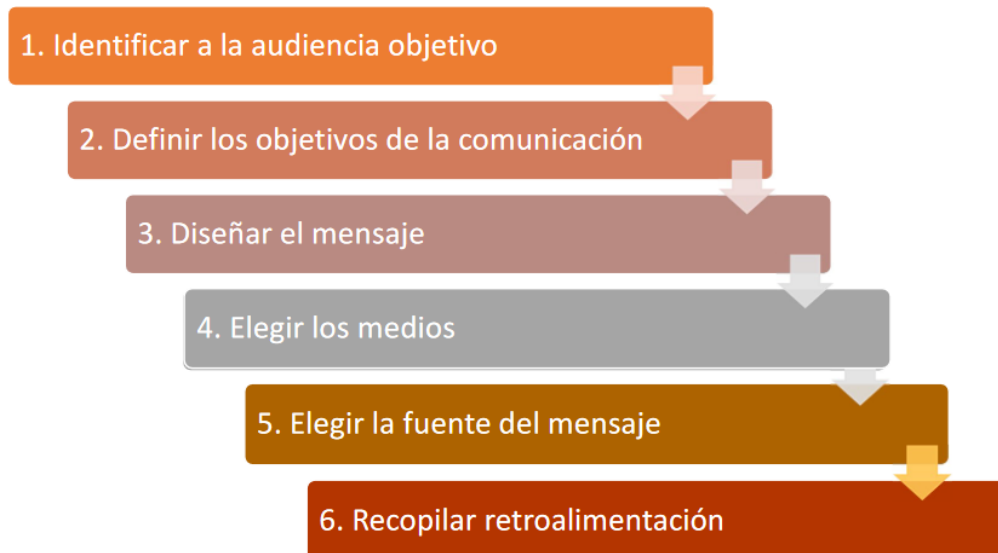 1. Identificar a la audiencia objetivo
2. Definir los objetivos de la comunicación
3. Diseñar el mensaje
4. Elegir los medios
5. Elegir la fuente del mensaje
6. Recopilar retroalimentación